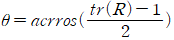 θ = acrros(tr(R) − 1 / 2)